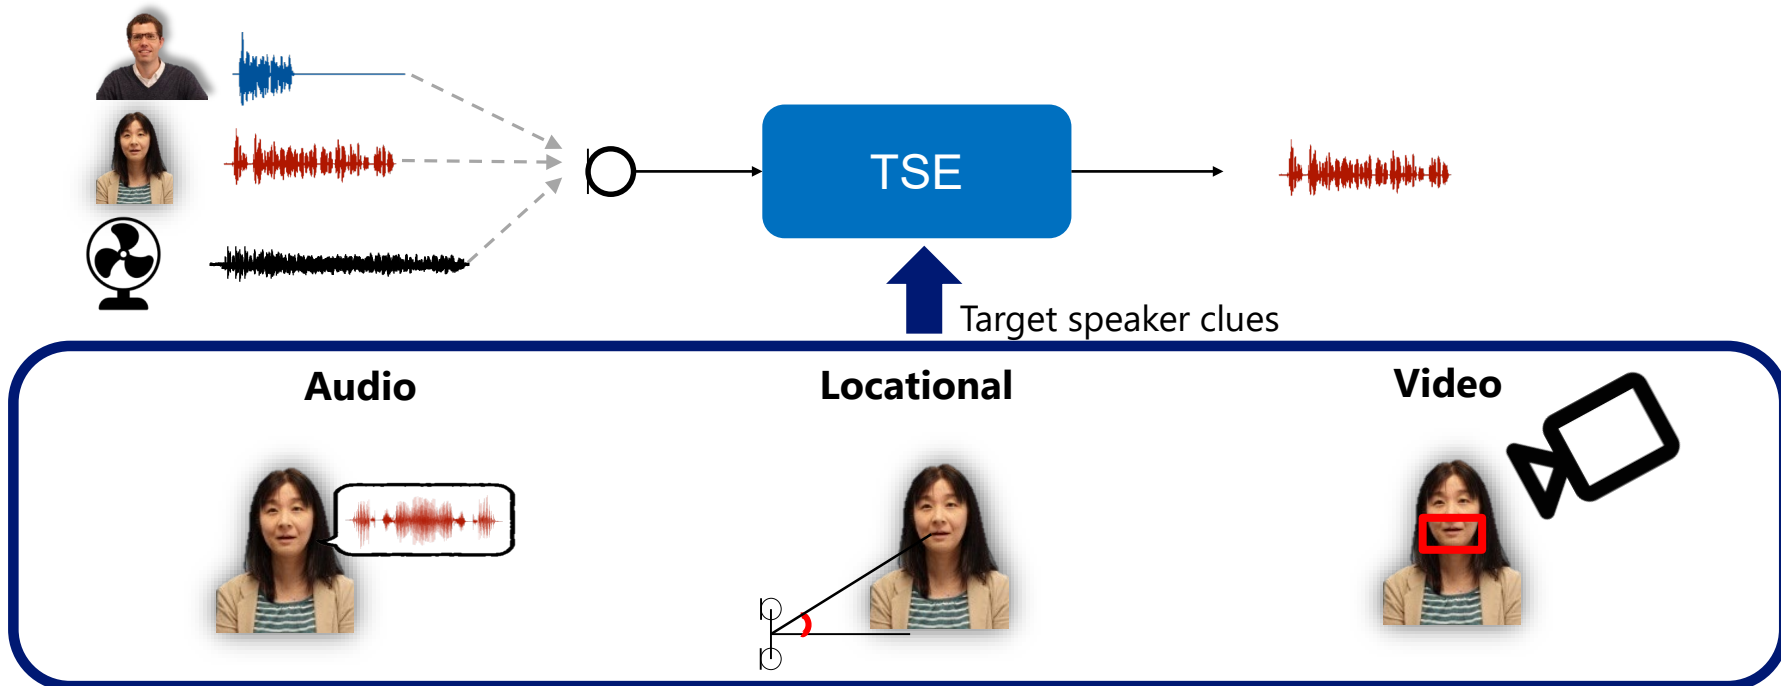 TSE
Target speaker clues
Audio
Locational
Video